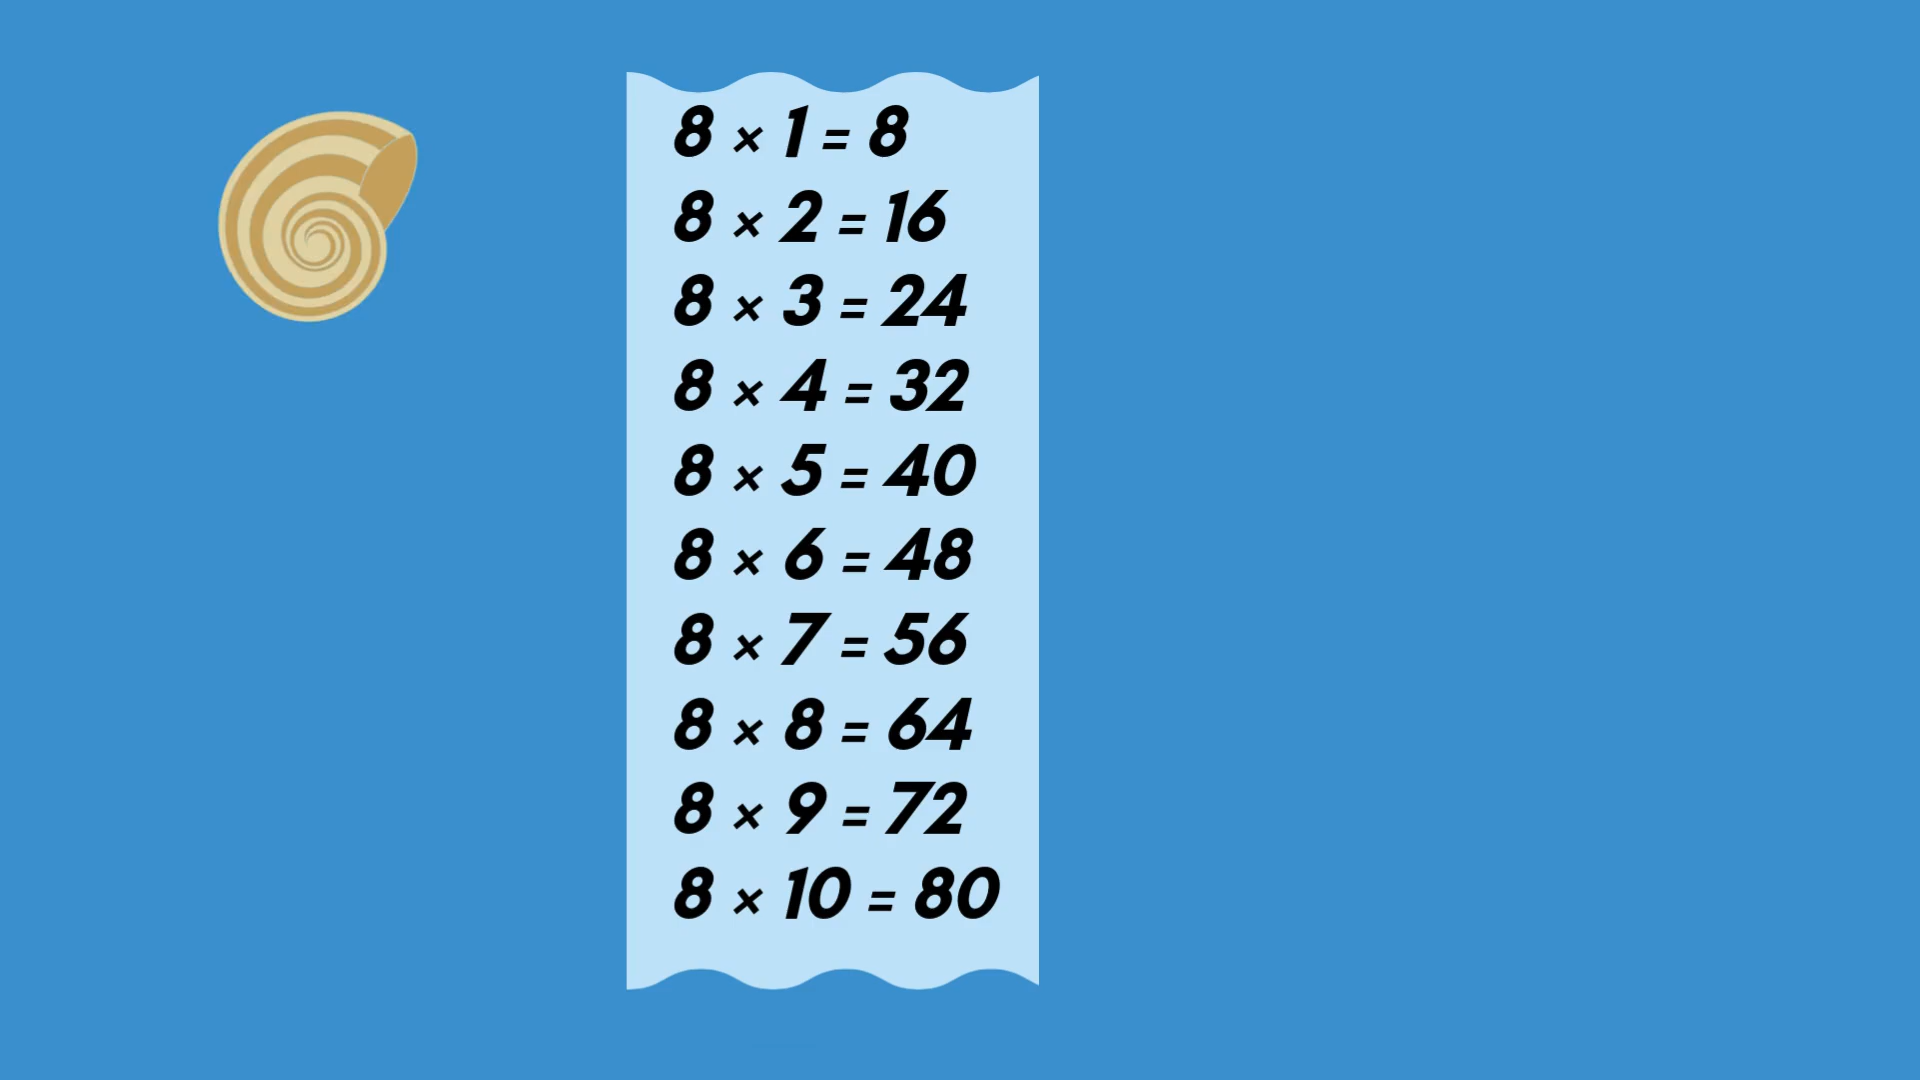 8 × 1 = 8
8 × 2 = 16
8 × 3 = 24
8 × 4 = 32
8 × 5 = 40
8 × 6 = 48
8 × 7 = 56
8 × 8 = 64
8 × 9 = 72
8 × 10 = 80